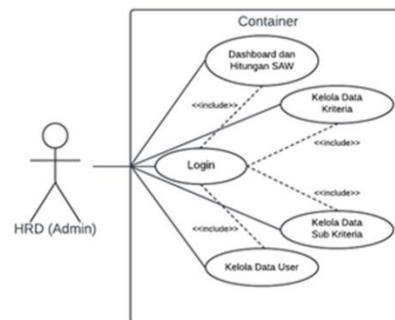 Container
Dashboard dan
Hitungan SAW
<<include>>
Kelola Data
Kriteria
<<include>>
Login
HRD (Admin)
<<include>>
<<include>>
Kelola Data
Sub Kriteria
Kelola Data User